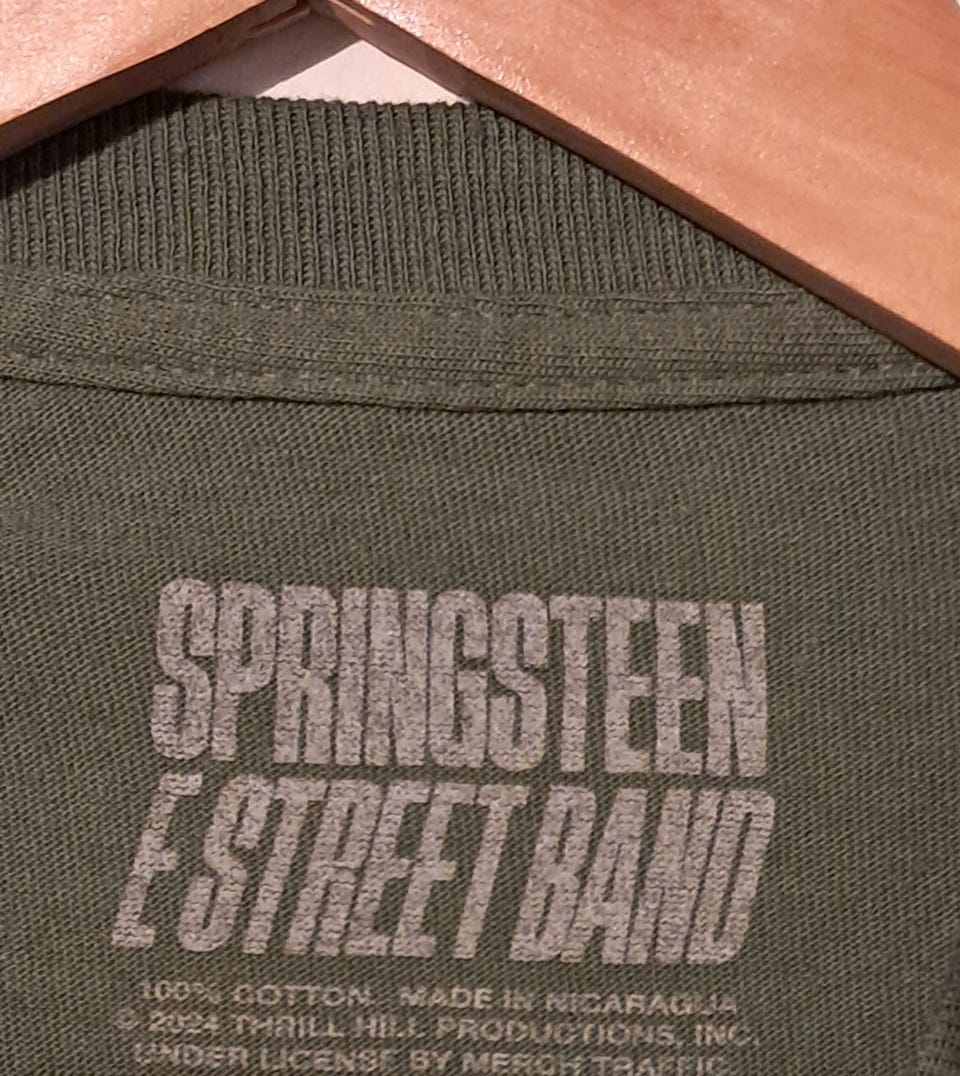 SPRINGSTEEN
E STREET BAND
100% COTTON. MADE IN NICARAGUA
© 2024 THRILL HILL PRODUCTIONS, INC.
UNDER LICENSE BY MERCH TRAFFIC.